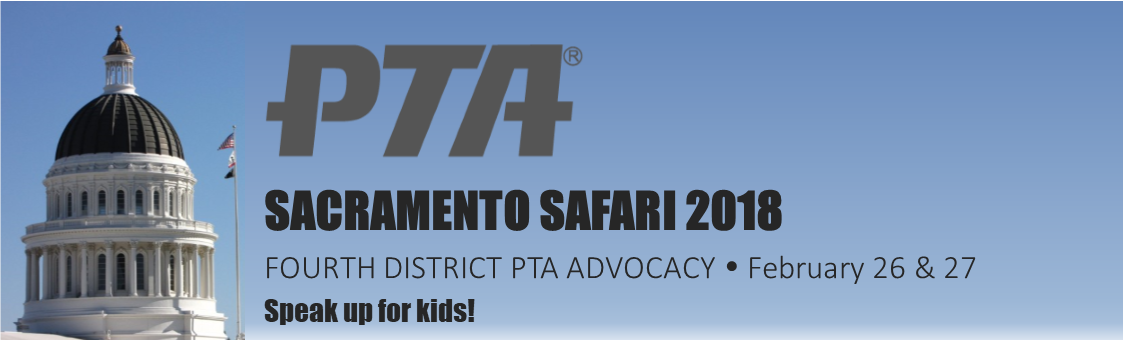 PTA®
SACRAMENTO SAFARI 2018
FOURTH DISTRICT PTA ADVOCACY • February 26 & 27
Speak up for kids!